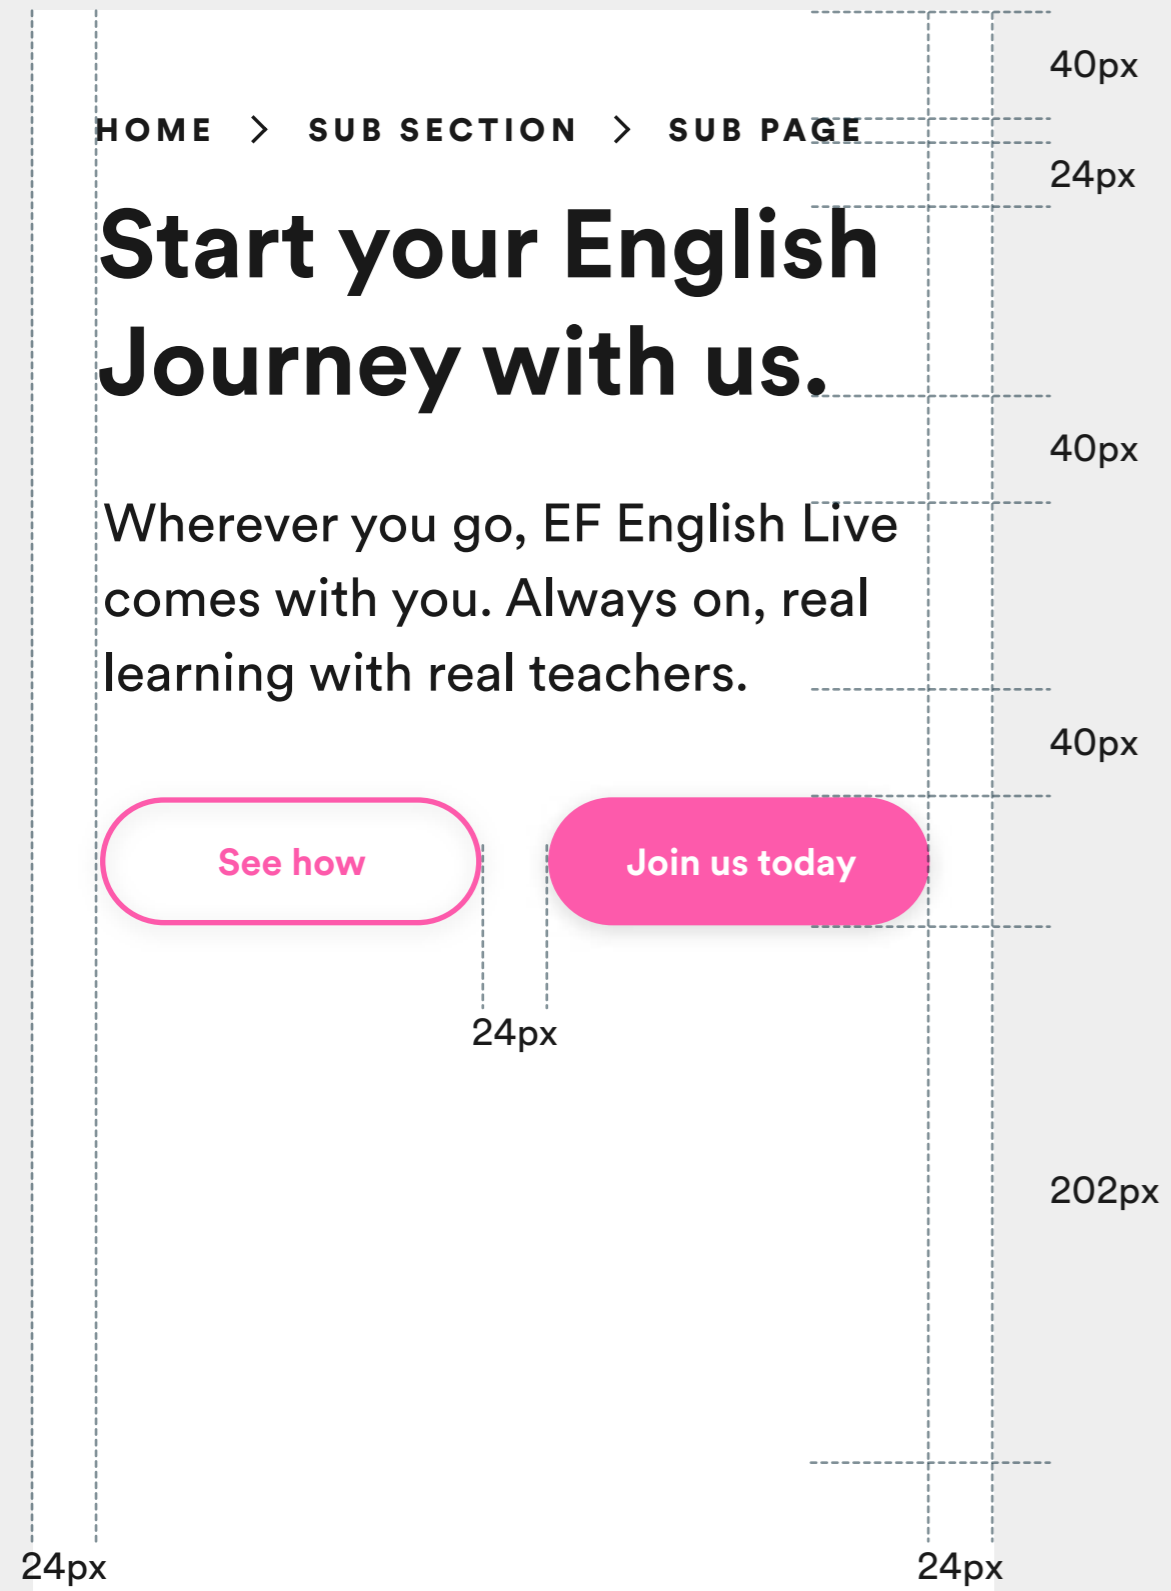 40px
HOME > SUB SECTION > SUB PAGE
24px
Start your English
Journey with us.
40px
Wherever you go, EF English Live
comes with you. Always on, real
learning with real teachers.
40px
See how
Join us today
24px
202px
24px
24px